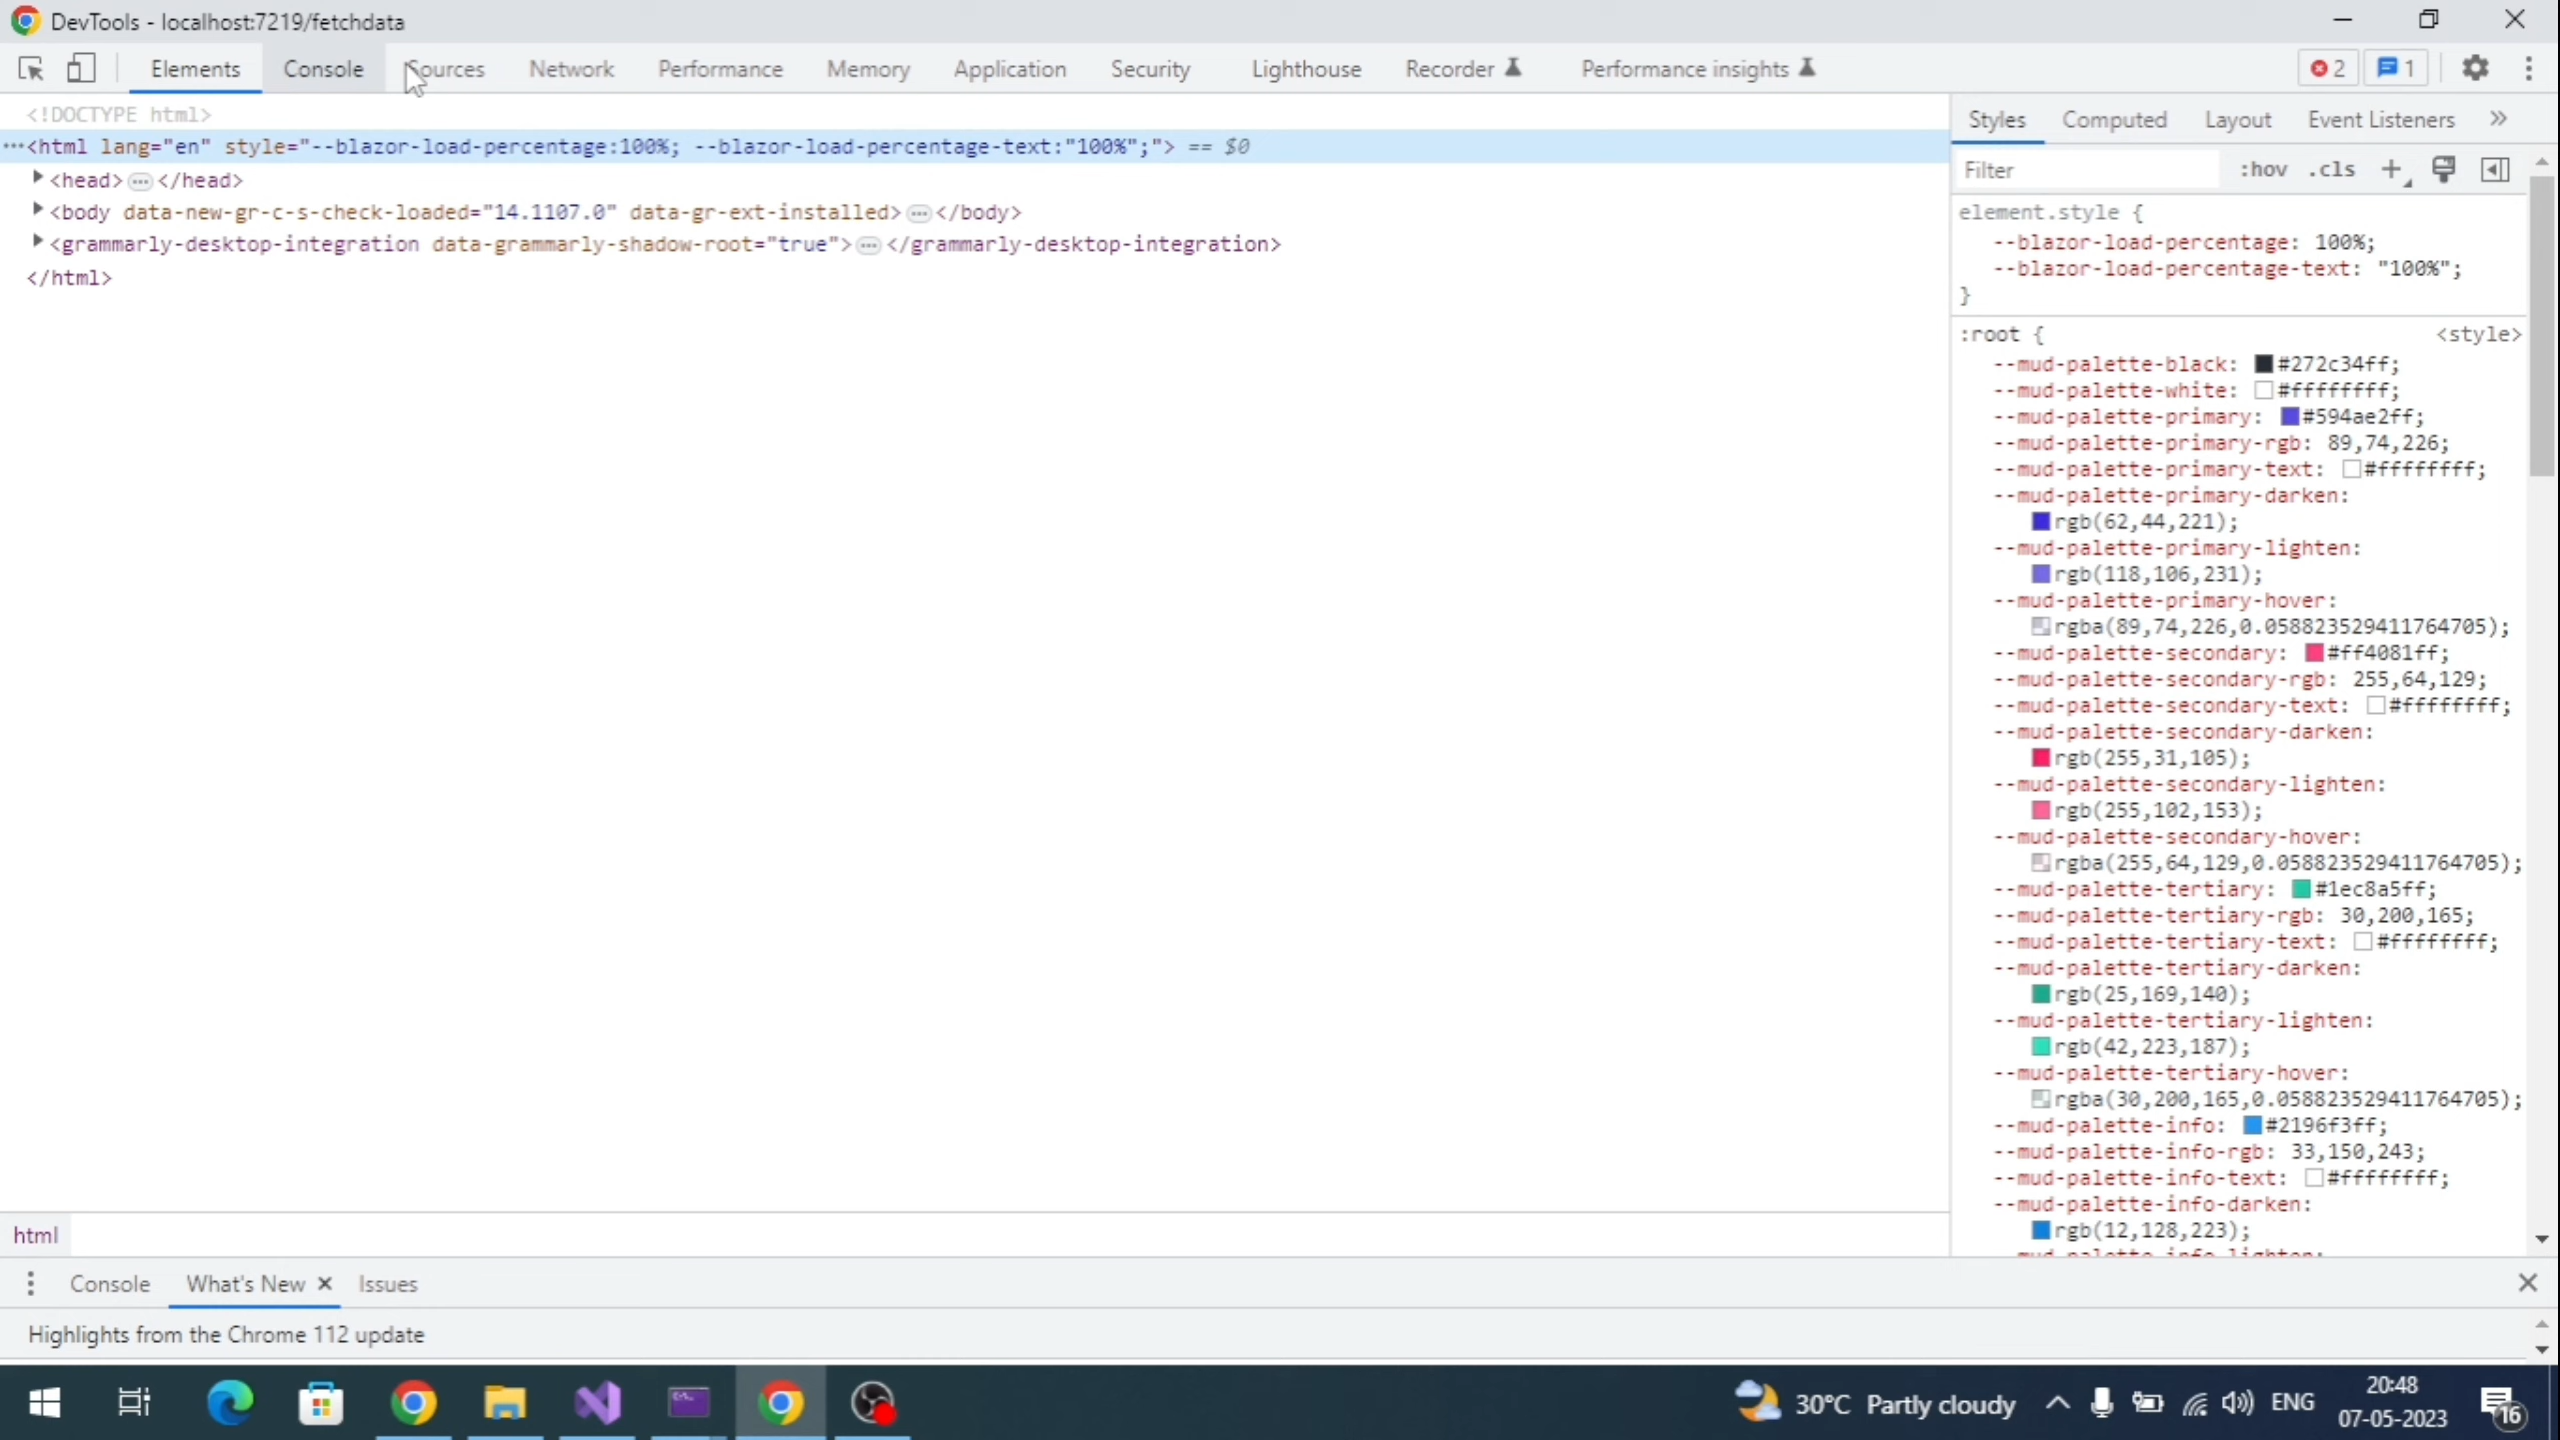 DevTools - localhost:7219/fetchdata
Elements Console Sources Network Performance Memory Application Security Lighthouse Recorder Performance insights 2 1
<!DOCTYPE html>
···<html lang="en" style="--blazor-load-percentage:100%; --blazor-load-percentage-text:"100%";"> == $0
<head>…</head>
<body data-new-gr-c-s-check-loaded="14.1107.0" data-gr-ext-installed>…</body>
<grammarly-desktop-integration data-grammarly-shadow-root="true">…</grammarly-desktop-integration>
</html>
Styles Computed Layout Event Listeners »
Filter :hov .cls +
element.style {
--blazor-load-percentage: 100%;
--blazor-load-percentage-text: "100%";
}
:root { <style>
--mud-palette-black: #272c34ff;
--mud-palette-white: #ffffffff;
--mud-palette-primary: #594ae2ff;
--mud-palette-primary-rgb: 89,74,226;
--mud-palette-primary-text: #ffffffff;
--mud-palette-primary-darken:
rgb(62,44,221);
--mud-palette-primary-lighten:
rgb(118,106,231);
--mud-palette-primary-hover:
rgba(89,74,226,0.058823529411764705);
--mud-palette-secondary: #ff4081ff;
--mud-palette-secondary-rgb: 255,64,129;
--mud-palette-secondary-text: #ffffffff;
--mud-palette-secondary-darken:
rgb(255,31,105);
--mud-palette-secondary-lighten:
rgb(255,102,153);
--mud-palette-secondary-hover:
rgba(255,64,129,0.058823529411764705);
--mud-palette-tertiary: #1ec8a5ff;
--mud-palette-tertiary-rgb: 30,200,165;
--mud-palette-tertiary-text: #ffffffff;
--mud-palette-tertiary-darken:
rgb(25,169,140);
--mud-palette-tertiary-lighten:
rgb(42,223,187);
--mud-palette-tertiary-hover:
rgba(30,200,165,0.058823529411764705);
--mud-palette-info: #2196f3ff;
--mud-palette-info-rgb: 33,150,243;
--mud-palette-info-text: #ffffffff;
--mud-palette-info-darken:
rgb(12,128,223);
--mud-palette-info-lighten:
html
Console What's New × Issues
Highlights from the Chrome 112 update
30°C Partly cloudy ENG 20:48
07-05-2023 16